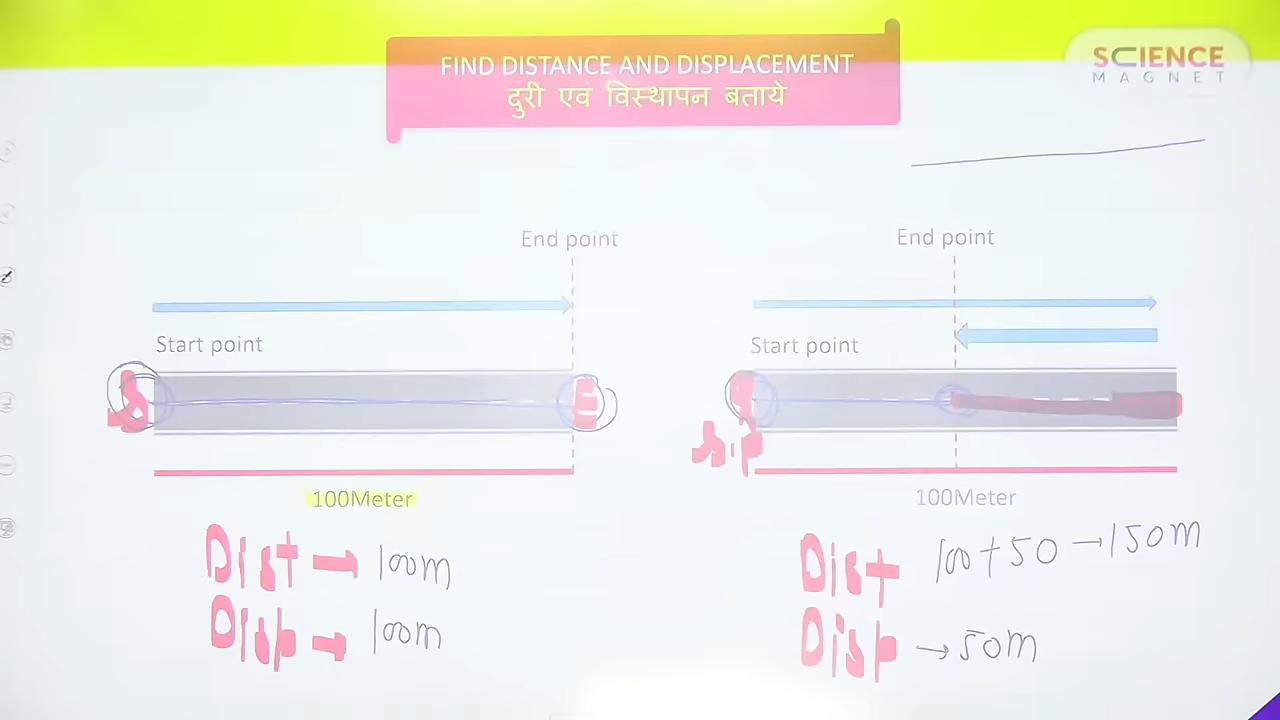 FIND DISTANCE AND DISPLACEMENT
दुरी एवं विस्थापन बताये
SCIENCE
MAGNET
End point
Start point
S
E
100Meter
Dist → 100m
Disp → 100m
End point
Start point
S.P
100Meter
Dist 100+50→150m
Disp →50m